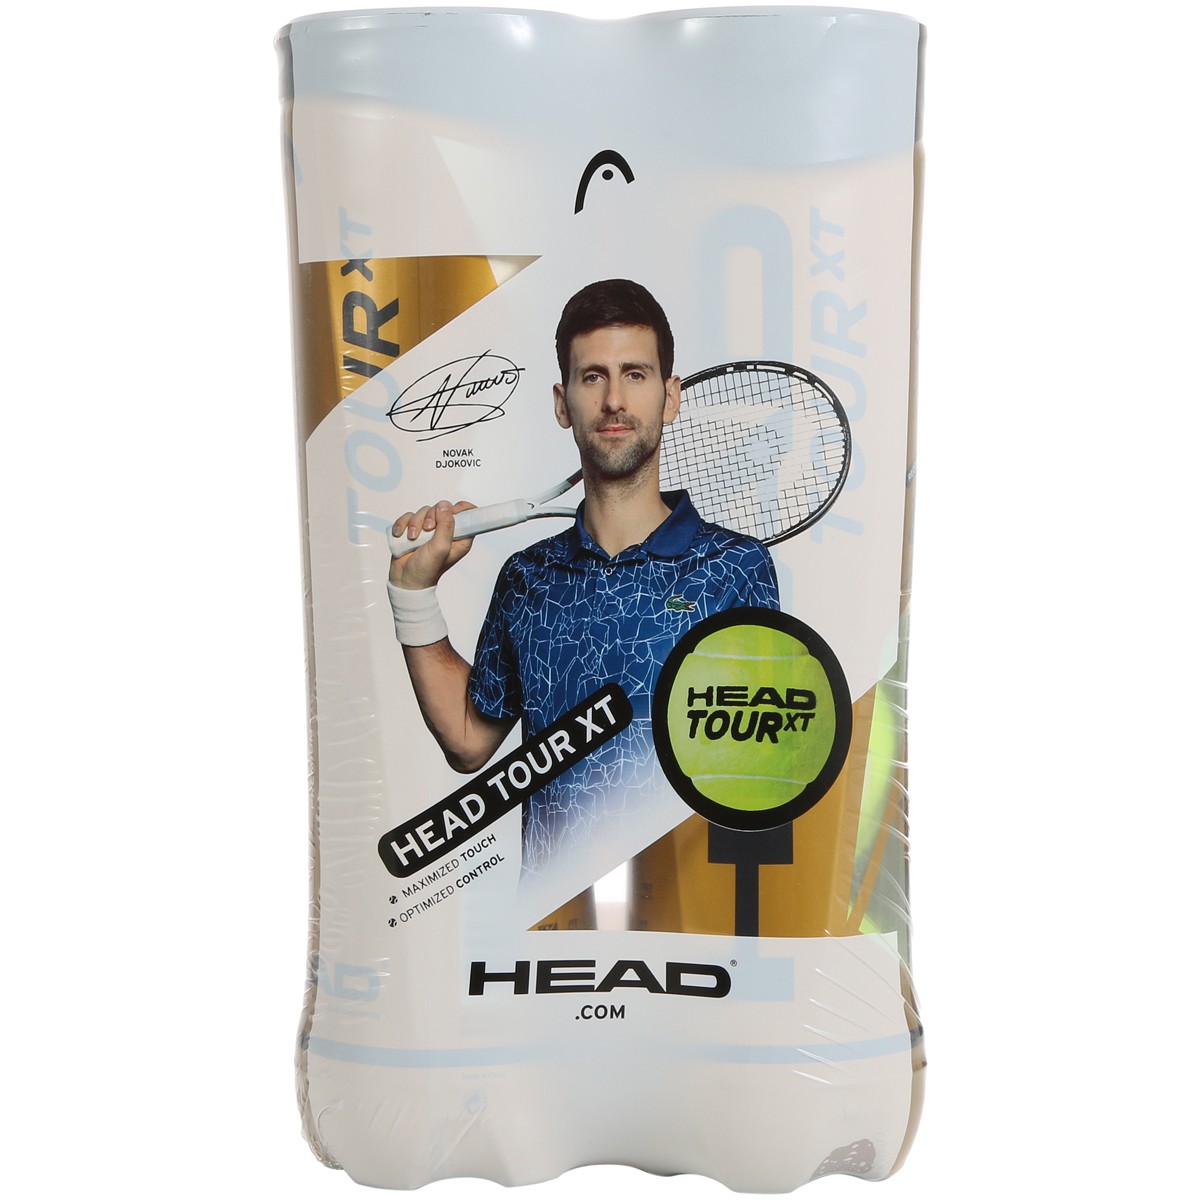 TOUR XT
TOUR XT
NOVAK
DJOKOVIC
HEAD
TOUR XT
HEAD TOUR XT
MAXIMIZED TOUCH
OPTIMIZED CONTROL
HEAD®
.COM